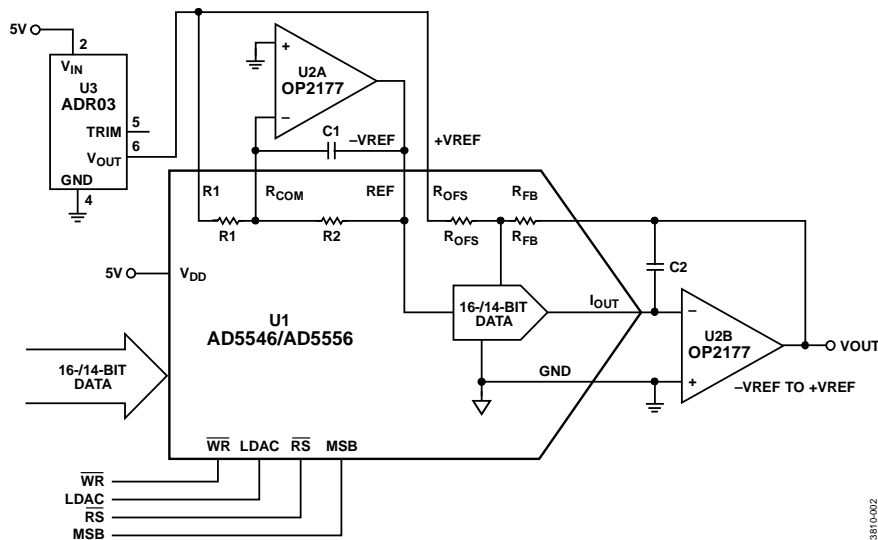 5V
2
VIN
U3
ADR03
TRIM
5
VOUT
6
GND
4
+
U2A
OP2177
–
C1
–VREF
+VREF
R1
RCOM
REF
ROFS
RFB
R1
R2
ROFS
RFB
5V
VDD
C2
16-/14-BIT
DATA
IOUT
U1
AD5546/AD5556
–
U2B
OP2177
+
VOUT
16-/14-BIT
DATA
GND
–VREF TO +VREF
WR
LDAC
RS
MSB
WR
LDAC
RS
MSB
3810-002